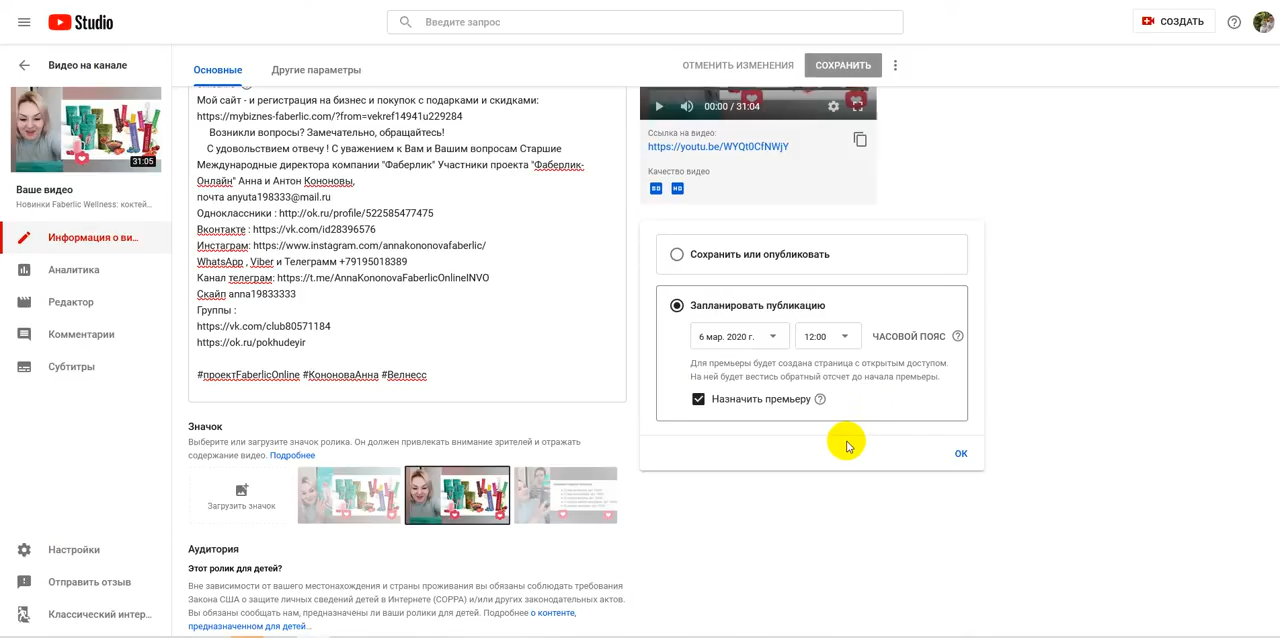 Studio
Введите запрос
СОЗДАТЬ
Видео на канале
31:05
Ваше видео
Новинки Faberlic Wellness: коктей...
Информация о ви...
Аналитика
Редактор
Комментарии
Субтитры
Настройки
Отправить отзыв
Классический интер...
Основные
Другие параметры
ОТМЕНИТЬ ИЗМЕНЕНИЯ
СОХРАНИТЬ
Мой сайт - и регистрация на бизнес и покупок с подарками и скидками:
https://mybiznes-faberlic.com/?from=vekref14941u229284
Возникли вопросы? Замечательно, обращайтесь!
С удовольствием отвечу ! С уважением к Вам и Вашим вопросам Старшие
Международные директора компании "Фаберлик" Участники проекта "Фаберлик-
Онлайн" Анна и Антон Кононовы,
почта anyuta198333@mail.ru
Одноклассники : http://ok.ru/profile/522585477475
Вконтакте : https://vk.com/id28396576
Инстаграм: https://www.instagram.com/annakononovafaberlic/
WhatsApp , Viber и Телеграмм +79195018389
Канал телеграм: https://t.me/AnnaKononovaFaberlicOnlineINVO
Скайп anna19833333
Группы :
https://vk.com/club80571184
https://ok.ru/pokhudeyir
#проектFaberlicOnline #КононоваАнна #Велнесс
Значок
Выберите или загрузите значок ролика. Он должен привлекать внимание зрителей и отражать
содержание видео. Подробнее
Загрузить значок
Аудитория
Этот ролик для детей?
Вне зависимости от вашего местонахождения и страны проживания вы обязаны соблюдать требования
Закона США о защите личных сведений детей в Интернете (COPPA) и/или других законодательных актов.
Вы обязаны сообщать нам, предназначены ли ваши ролики для детей. Подробнее о контенте,
предназначенном для детей...
00:00 / 31:04
Ссылка на видео:
https://youtu.be/WYQt0CfNWjY
Качество видео
SD HD
Сохранить или опубликовать
Запланировать публикацию
6 мар. 2020 г.
12:00
ЧАСОВОЙ ПОЯС
Для премьеры будет создана страница с открытым доступом.
На ней будет вестись обратный отсчет до начала премьеры.
Назначить премьеру
ОК